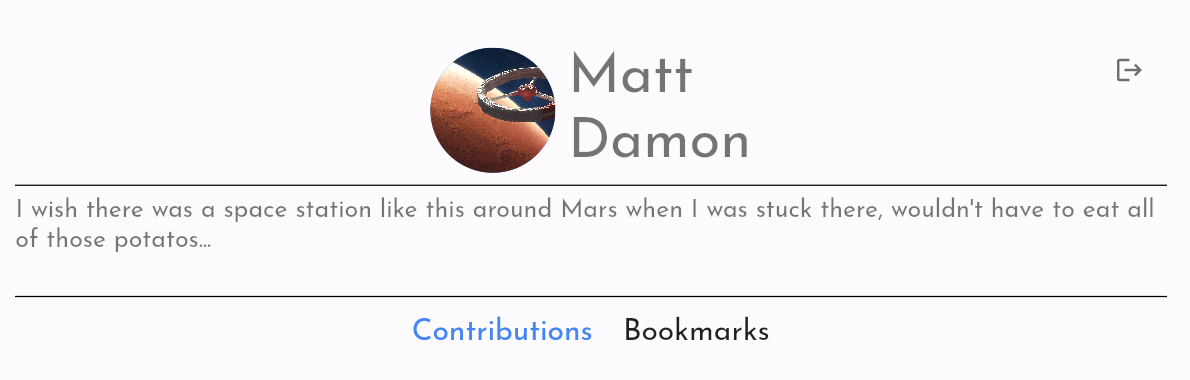 Matt
Damon
I wish there was a space station like this around Mars when I was stuck there, wouldn't have to eat all
of those potatos...
Contributions Bookmarks